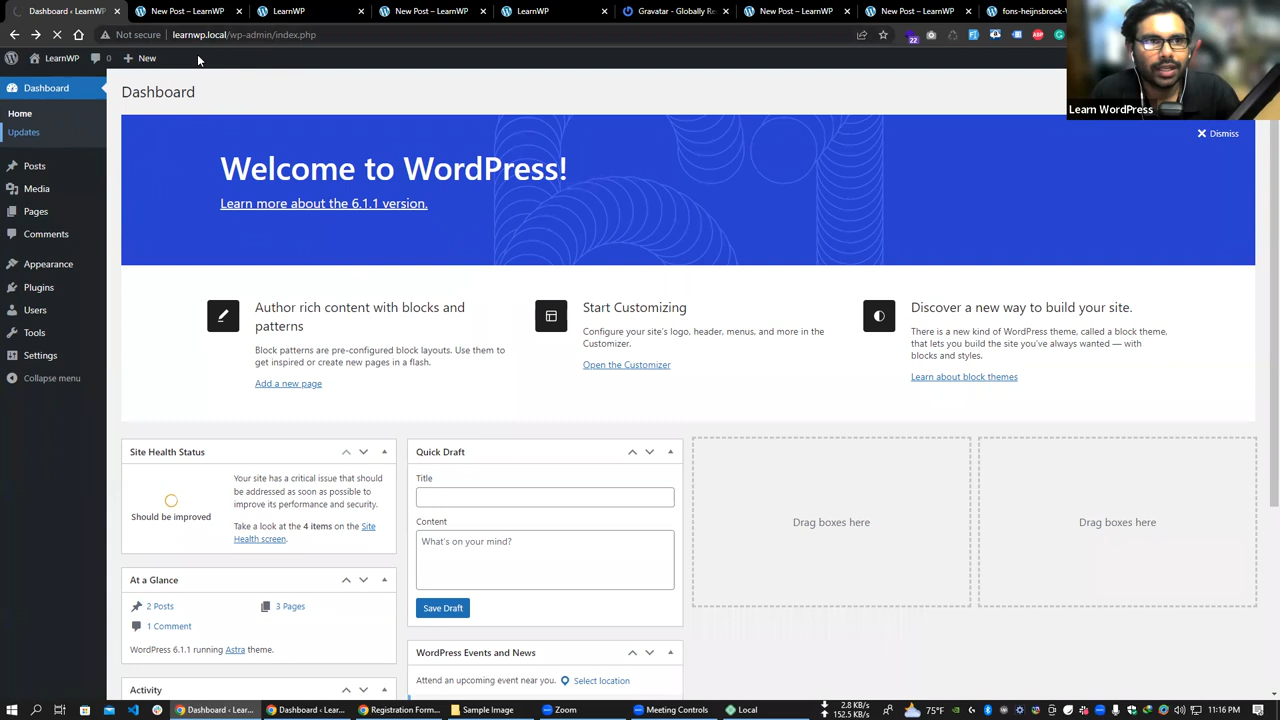 New Post – LearnWP
LearnWP
New Post – LearnWP
LearnWP
Gravatar - Globally Re
New Post – LearnWP
New Post – LearnWP
fons-heijnsbroek-
Not secure
learnwp.local/wp-admin/index.php
22
ABP
LearnWP
0
New
Learn WordPress
Dashboard
Home
Updates
Posts
Media
Pages
Comments
Appearance
Plugins
Users
Tools
Settings
Collapse menu
Dashboard
Dismiss
Welcome to WordPress!
Learn more about the 6.1.1 version.
Author rich content with blocks and
patterns
Block patterns are pre-configured block layouts. Use them to
get inspired or create new pages in a flash.
Add a new page
Start Customizing
Configure your site's logo, header, menus, and more in the
Customizer.
Open the Customizer
Discover a new way to build your site.
There is a new kind of WordPress theme, called a block theme,
that lets you build the site you've always wanted — with
blocks and styles.
Learn about block themes
Site Health Status
Should be improved
Your site has a critical issue that should
be addressed as soon as possible to
improve its performance and security.
Take a look at the 4 items on the Site
Health screen.
At a Glance
2 Posts
3 Pages
1 Comment
WordPress 6.1.1 running Astra theme.
Activity
Quick Draft
Title
Content
What's on your mind?
Save Draft
WordPress Events and News
Attend an upcoming event near you.
Select location
Drag boxes here
Drag boxes here
Dashboard ‹ Lear...
Dashboard ‹ Lear...
Registration Form...
Sample Image
Zoom
Meeting Controls
Local
2.8 KB/s
152.5 KB/s
75°F
11:16 PM